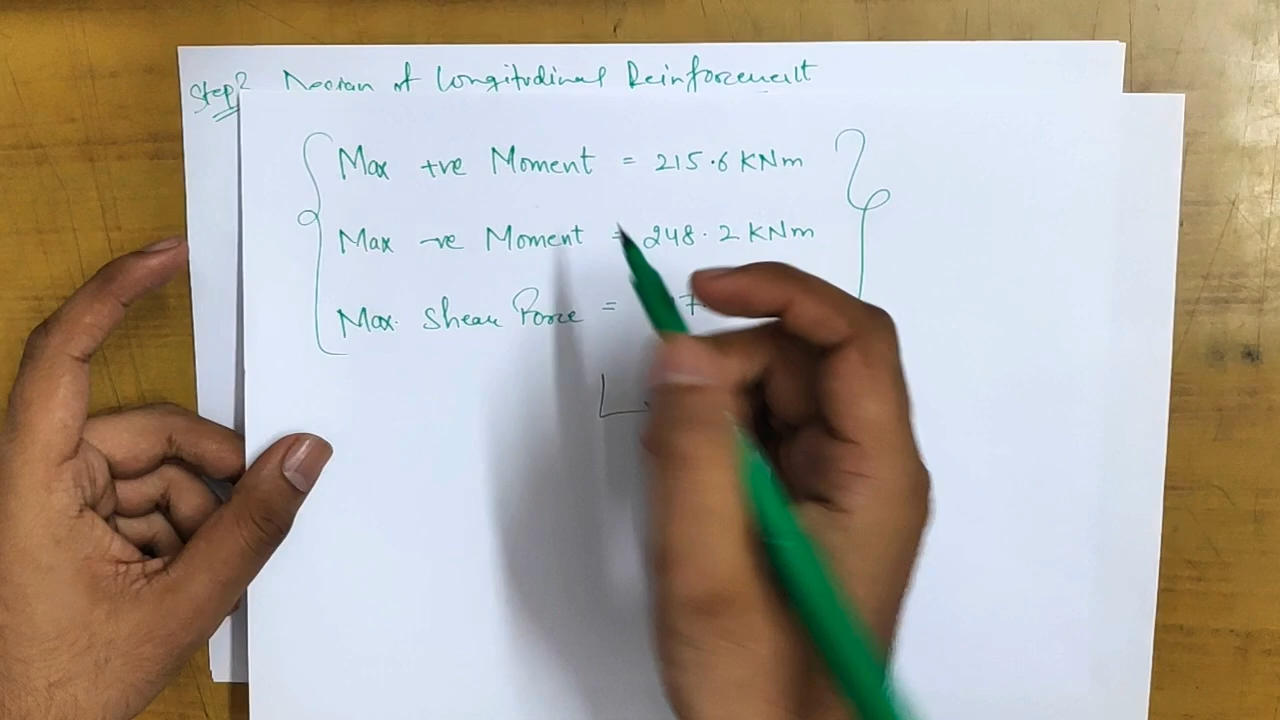 Step 2 Design of Longitudinal Reinforcement
Max +ve Moment = 215.6 KNm
Max -ve Moment = 248.2 KNm
Max. Shear Force =